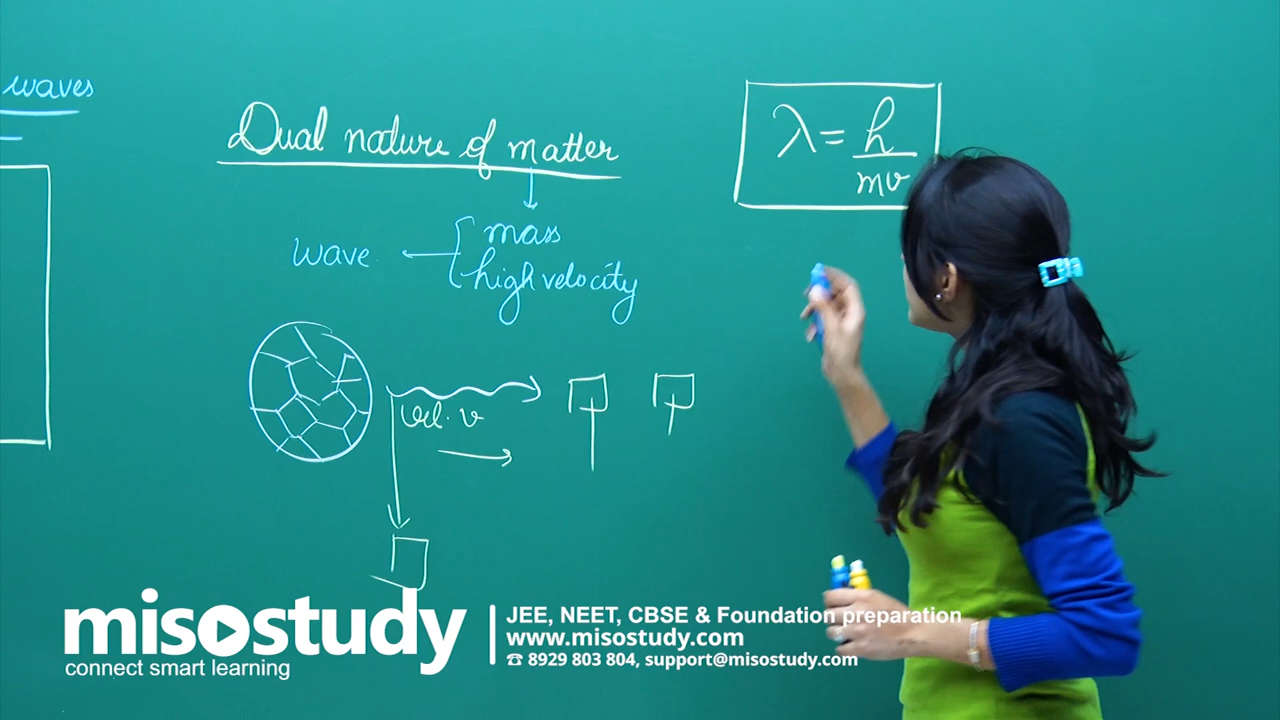 waves
Dual nature of matter
mass
wave
high velocity
vel. v
λ = h
mv
misostudy
connect smart learning
JEE, NEET, CBSE & Foundation preparation
www.misostudy.com
☎ 8929 803 804, support@misostudy.com